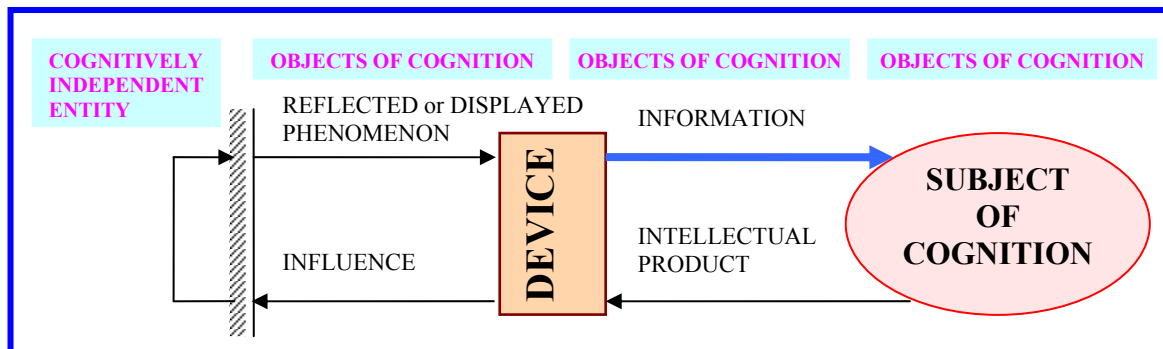 COGNITIVELY
INDEPENDENT
ENTITY
OBJECTS OF COGNITION
OBJECTS OF COGNITION
OBJECTS OF COGNITION
REFLECTED or DISPLAYED
PHENOMENON
INFORMATION
DEVICE
SUBJECT
OF
COGNITION
INFLUENCE
INTELLECTUAL
PRODUCT